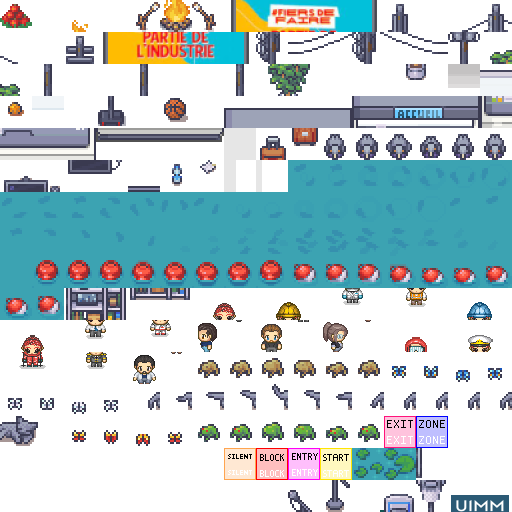 #FIERS DE
FAIRE
PARTIE DE
L'INDUSTRIE
ACCUEIL
EXIT ZONE
EXIT ZONE
SILENT BLOCK ENTRY START
SILENT BLOCK ENTRY START
UIMM